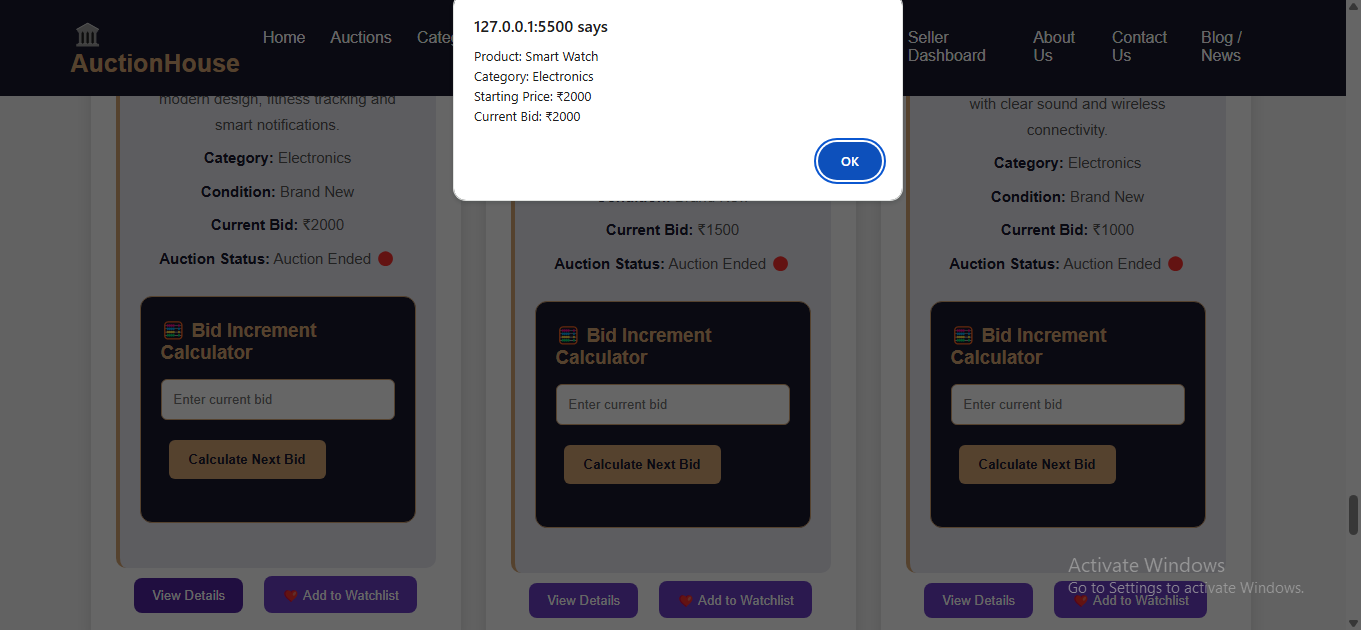 127.0.0.1:5500 says
Product: Smart Watch
Category: Electronics
Starting Price: ₹2000
Current Bid: ₹2000
OK
AuctionHouse
Home
Auctions
Seller
Dashboard
About
Us
Contact
Us
Blog /
News
modern design, fitness tracking and
smart notifications.
Category: Electronics
Condition: Brand New
Current Bid: ₹2000
Auction Status: Auction Ended
Bid Increment
Calculator
Enter current bid
Calculate Next Bid
View Details
Add to Watchlist
Current Bid: ₹1500
Auction Status: Auction Ended
Bid Increment
Calculator
Enter current bid
Calculate Next Bid
View Details
Add to Watchlist
with clear sound and wireless
connectivity.
Category: Electronics
Condition: Brand New
Current Bid: ₹1000
Auction Status: Auction Ended
Bid Increment
Calculator
Enter current bid
Calculate Next Bid
View Details
Add to Watchlist
Activate Windows
Go to Settings to activate Windows.